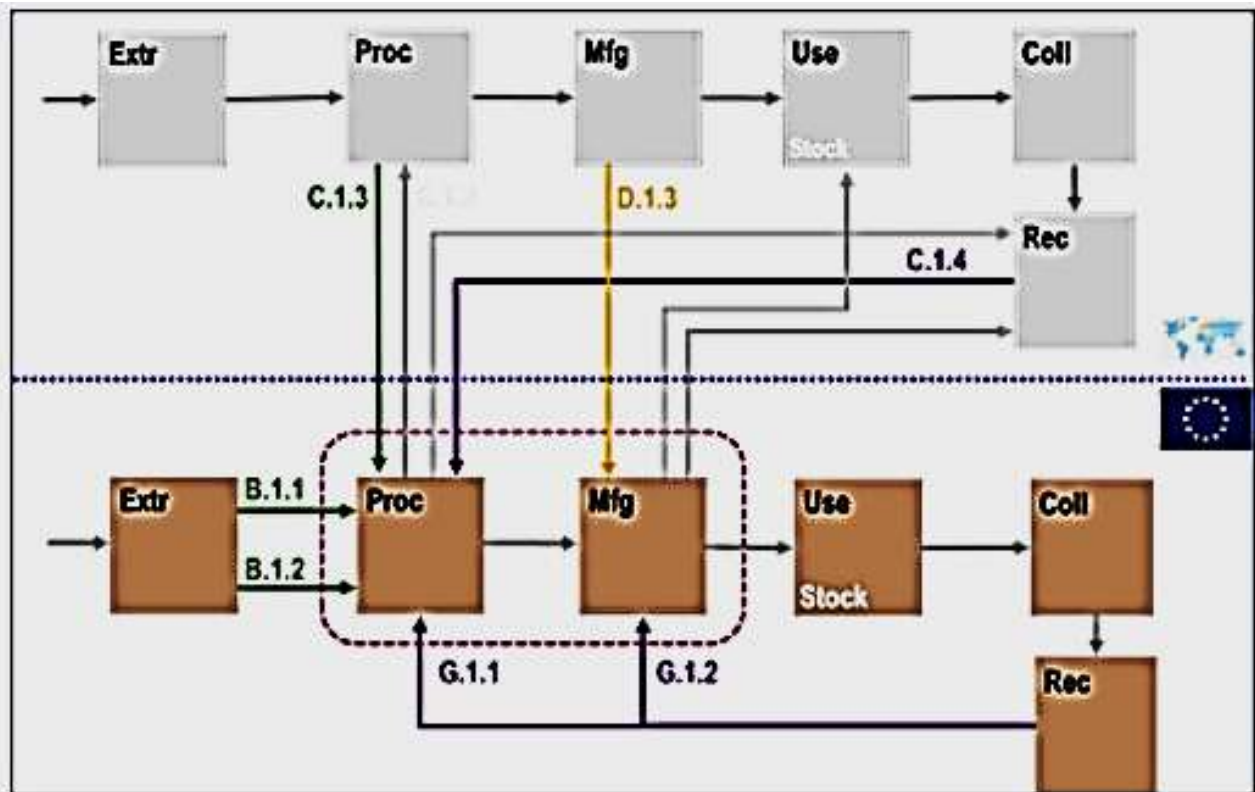 Extr
Proc
Mfg
Use
Coll
Stock
C.1.3
D.1.3
Rec
C.1.4
Extr
B.1.1
Proc
Mfg
Use
Coll
B.1.2
Stock
G.1.1
G.1.2
Rec